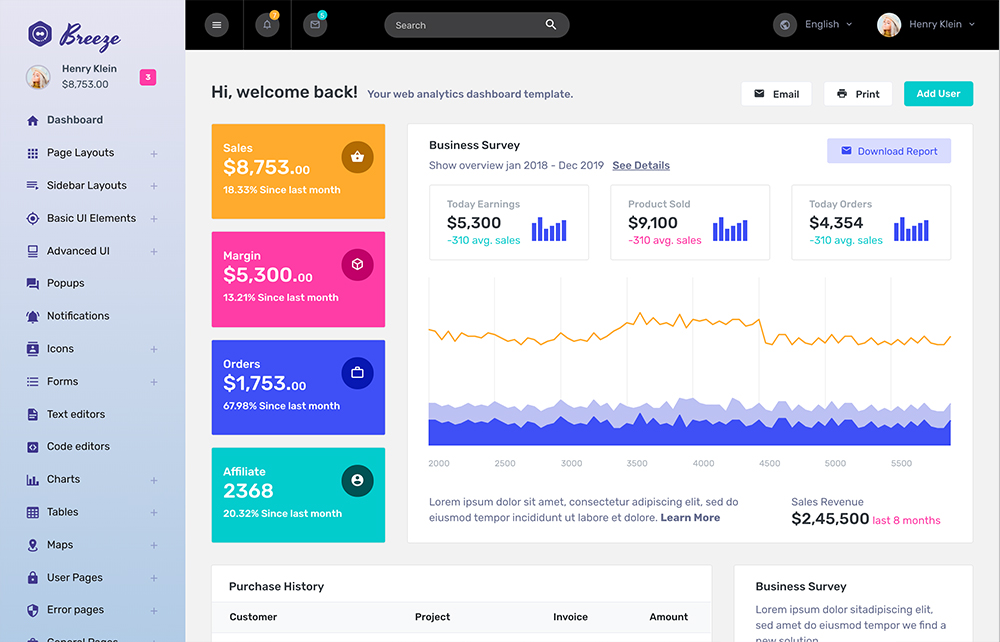 Breeze
Henry Klein
$8,753.00
3
Dashboard
Page Layouts
Sidebar Layouts
Basic UI Elements
Advanced UI
Popups
Notifications
Icons
Forms
Text editors
Code editors
Charts
Tables
Maps
User Pages
Error pages
General Pages
7
5
Search
English
Henry Klein
Hi, welcome back! Your web analytics dashboard template.
Email
Print
Add User
Sales
$8,753.00
18.33% Since last month
Margin
$5,300.00
13.21% Since last month
Orders
$1,753.00
67.98% Since last month
Affiliate
2368
20.32% Since last month
Business Survey
Show overview jan 2018 - Dec 2019 See Details
Download Report
Today Earnings
$5,300
-310 avg. sales
Product Sold
$9,100
-310 avg. sales
Today Orders
$4,354
-310 avg. sales
2000 2500 3000 3500 4000 4500 5000 5500
Lorem ipsum dolor sit amet, consectetur adipiscing elit, sed do
eiusmod tempor incididunt ut labore et dolore. Learn More
Sales Revenue
$2,45,500 last 8 months
Purchase History
Customer Project Invoice Amount
Business Survey
Lorem ipsum dolor sitadipiscing elit,
sed do eiusmod tempor we find a
new solution